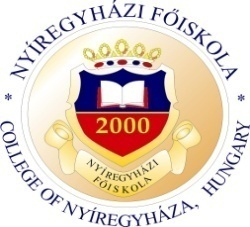 NYÍREGYHÁZI FŐISKOLA
2000
NYÍREGYHÁZI
FŐISKOLA
* COLLEGE OF NYÍREGYHÁZA, HUNGARY *